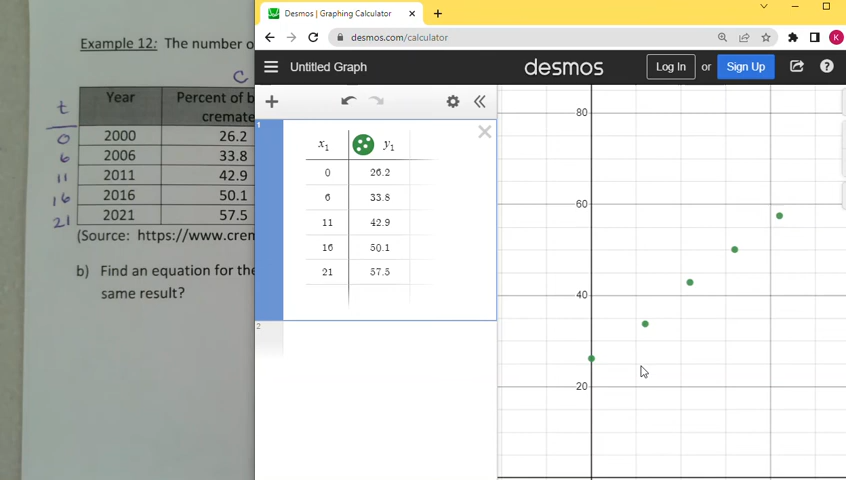 Example 12: The number o
C
t
Year Percent of b
cremate
0 2000 26.2
6 2006 33.8
11 2011 42.9
16 2016 50.1
21 2021 57.5
(Source: https://www.crem
b) Find an equation for the
same result?
Desmos | Graphing Calculator
desmos.com/calculator
K
Untitled Graph
desmos
Log In or Sign Up
1
x₁ y₁
0 26.2
6 33.8
11 42.9
16 50.1
21 57.5
2
80
60
40
20